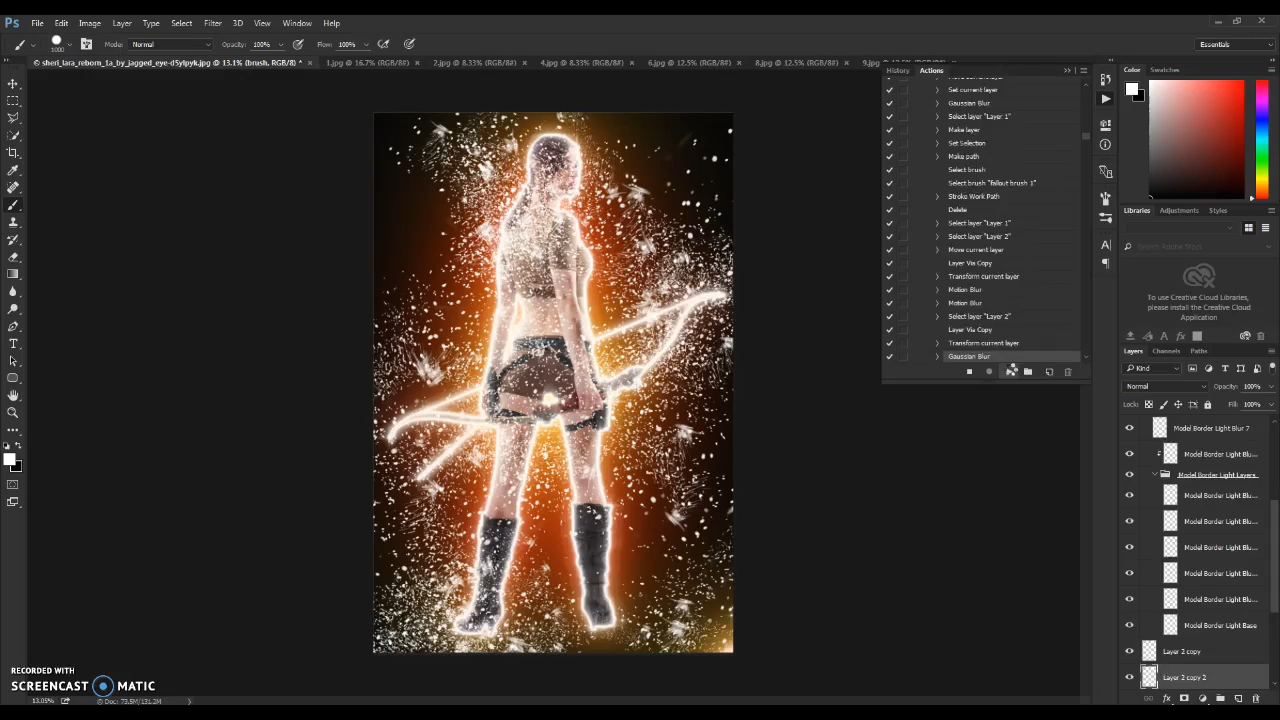 Ps File Edit Image Layer Type Select Filter 3D View Window Help
1000 Mode: Normal Opacity: 100% Flow: 100% Essentials
* sheri_lara_reborn_1a_by_jagged_eye-d5ylpyk.jpg @ 13.1% (brush, RGB/8) * × 1.jpg @ 16.7% (RGB/8#) × 2.jpg @ 8.33% (RGB/8#) × 4.jpg @ 8.33% (RGB/8#) × 6.jpg @ 12.5% (RGB/8#) × 8.jpg @ 12.5% (RGB/8#) × 9.jpg
History Actions
Set current layer
Gaussian Blur
Select layer "Layer 1"
Make layer
Set Selection
Make path
Select brush
Select brush "fallout brush 1"
Stroke Work Path
Delete
Select layer "Layer 1"
Select layer "Layer 2"
Move current layer
Layer Via Copy
Transform current layer
Motion Blur
Motion Blur
Select layer "Layer 2"
Layer Via Copy
Transform current layer
Gaussian Blur
Color Swatches
Libraries Adjustments Styles
Search Adobe Stock
To use Creative Cloud Libraries,
please install the Creative Cloud
Application
Layers Channels Paths
Kind
Normal Opacity: 100%
Lock: Fill: 100%
Model Border Light Blur 7
Model Border Light Blu...
Model Border Light Layers
Model Border Light Blu...
Model Border Light Blu...
Model Border Light Blu...
Model Border Light Blu...
Model Border Light Blu...
Model Border Light Base
Layer 2 copy
Layer 2 copy 2
RECORDED WITH
SCREENCAST MATIC
13.05% Doc: 73.5M/131.2M